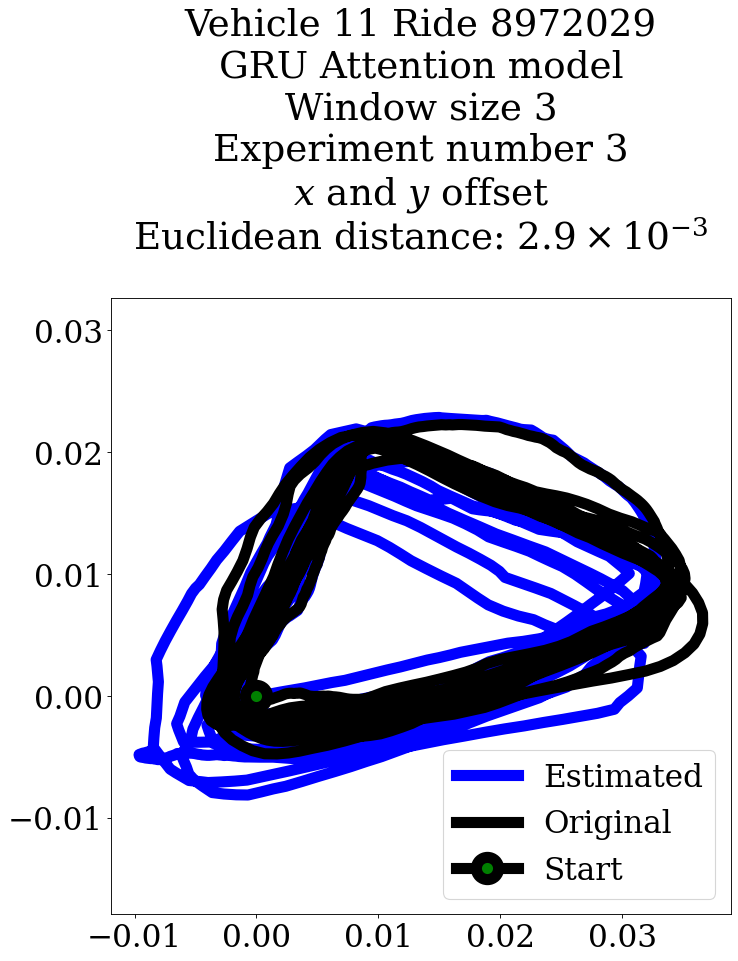 Vehicle 11 Ride 8972029
GRU Attention model
Window size 3
Experiment number 3
x and y offset
Euclidean distance: 2.9 × 10⁻³
0.03
0.02
0.01
0.00
−0.01
Estimated
Original
Start
−0.01 0.00 0.01 0.02 0.03